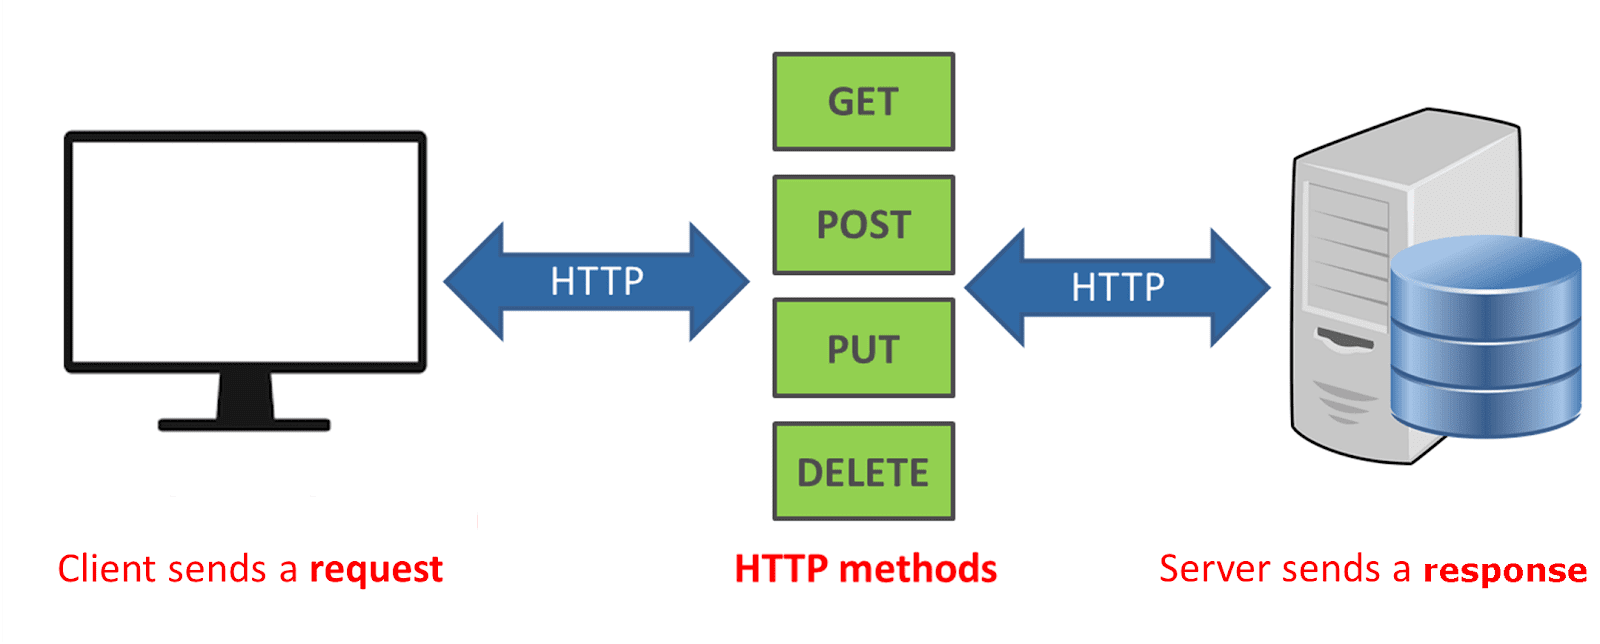 GET
POST
HTTP
HTTP
PUT
DELETE
Client sends a request
HTTP methods
Server sends a response